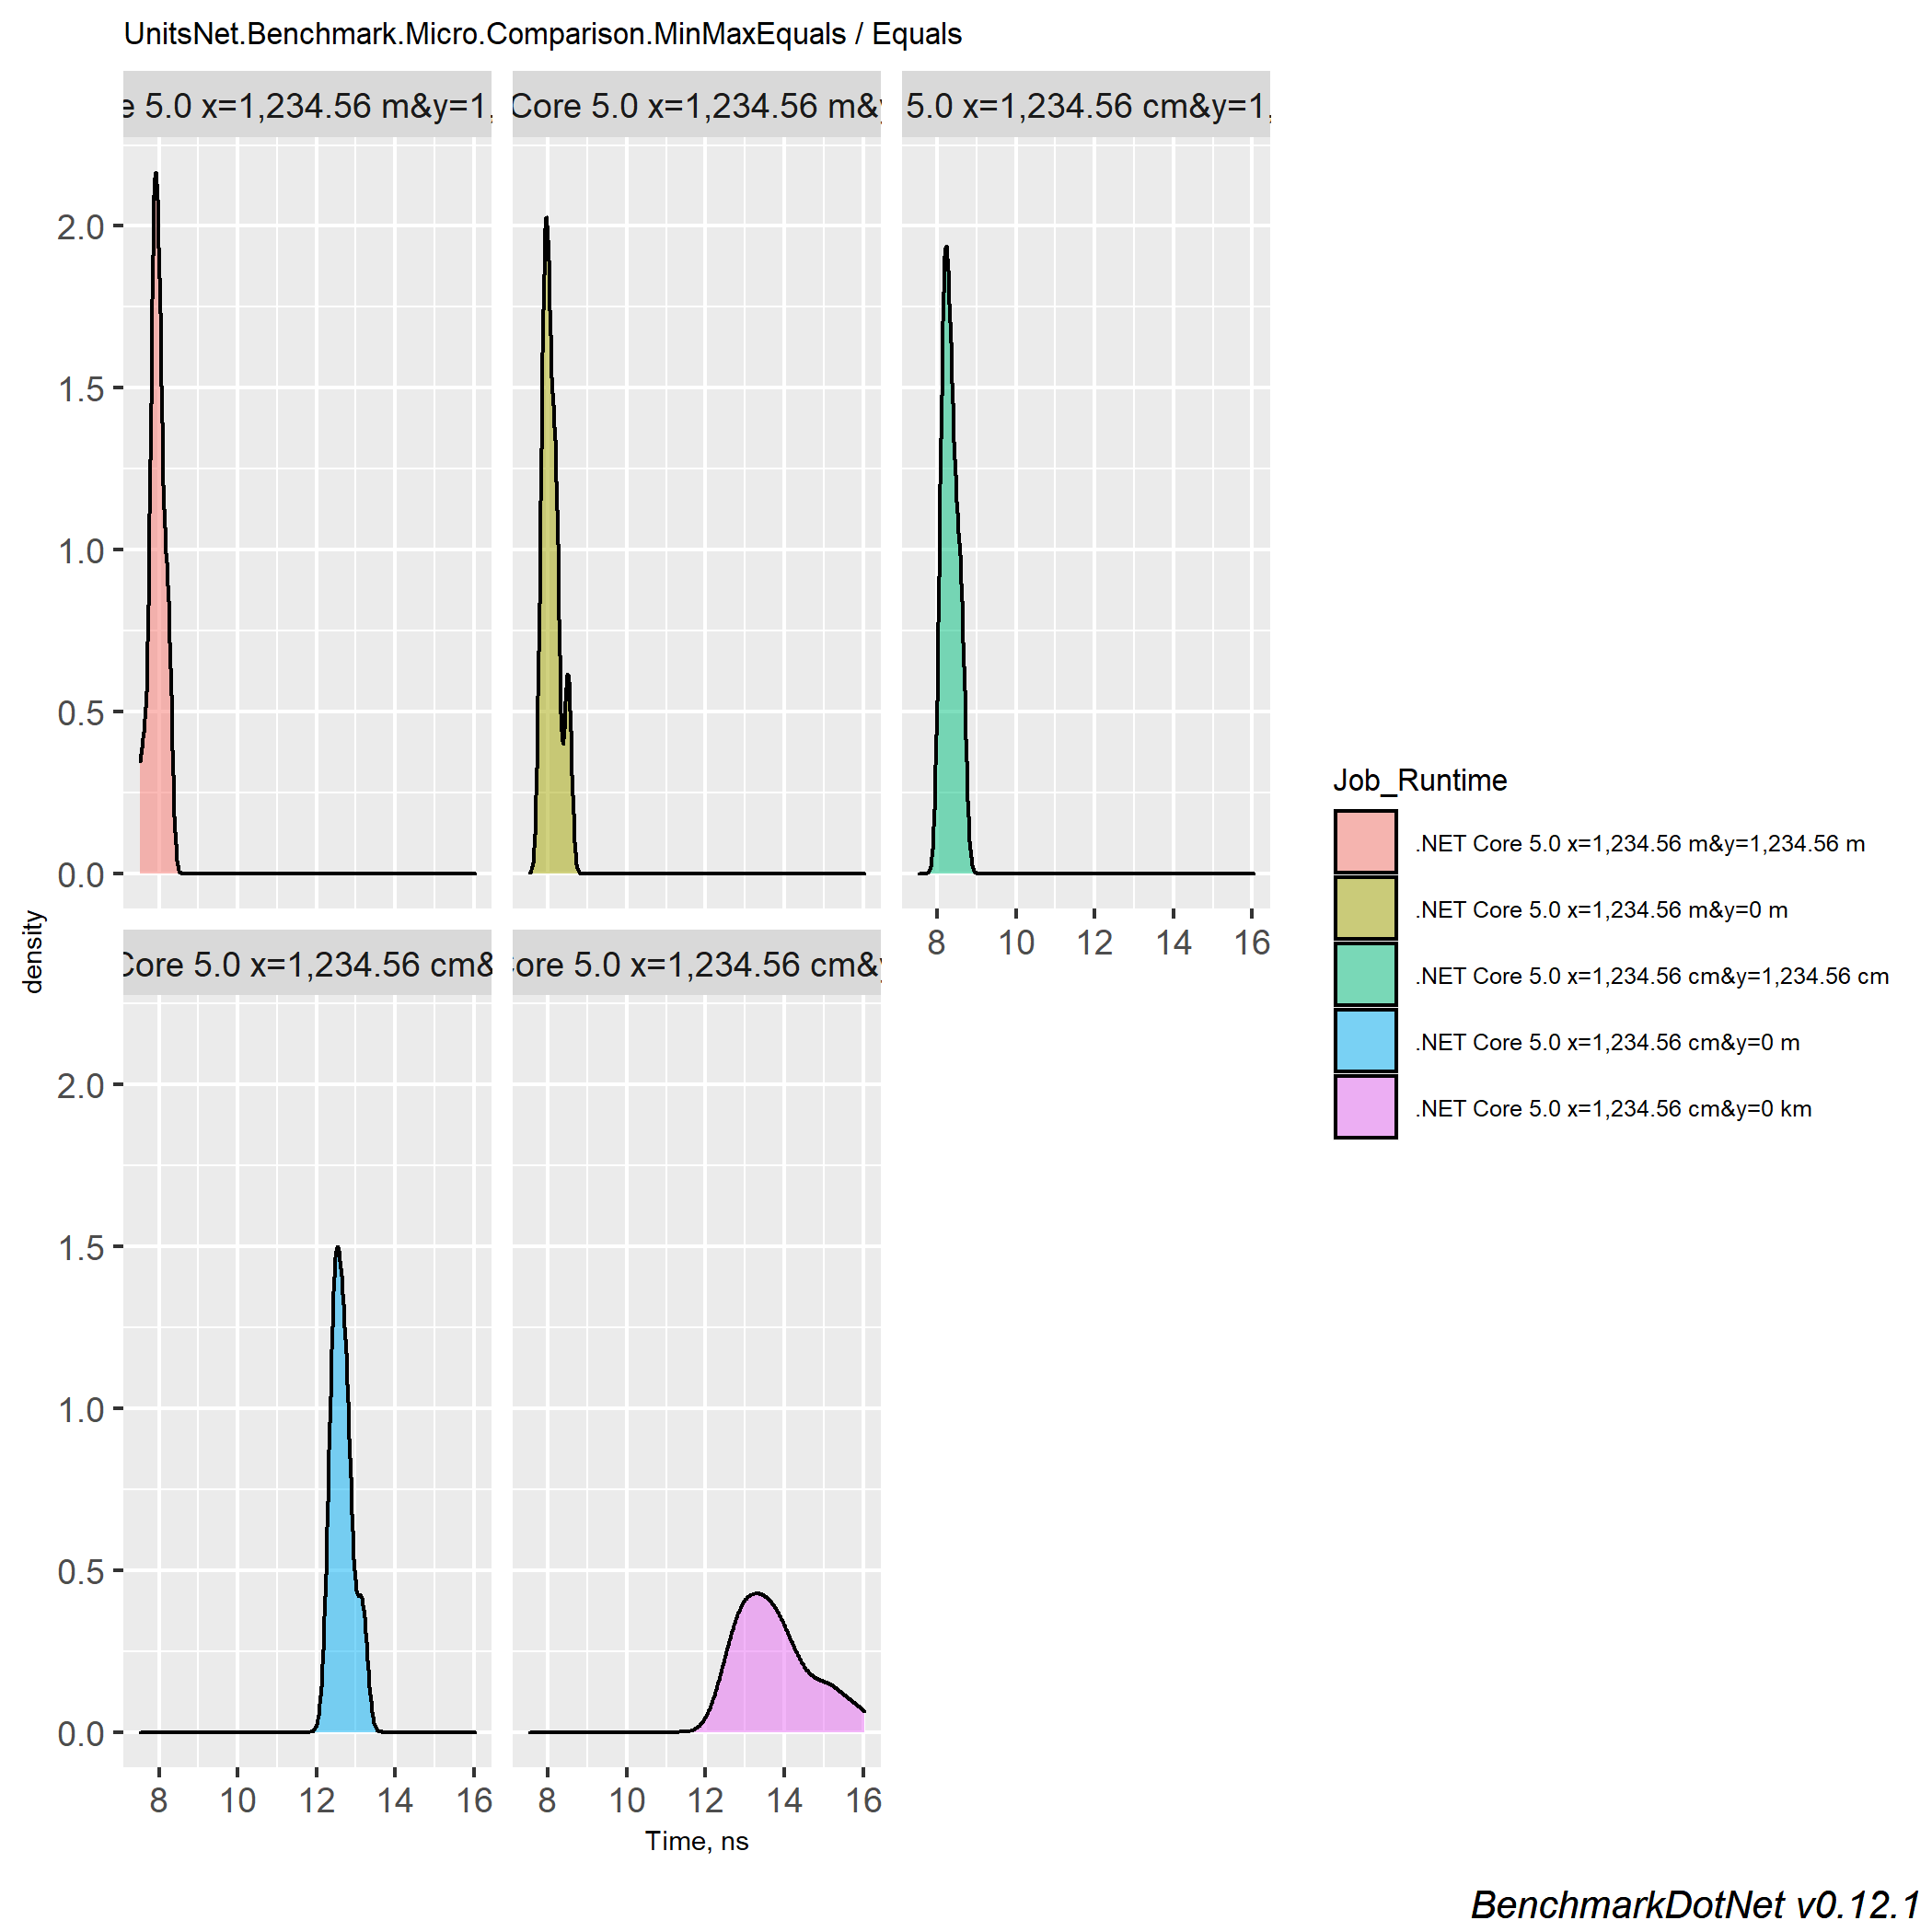 UnitsNet.Benchmark.Micro.Comparison.MinMaxEquals / Equals
e 5.0 x=1,234.56 m&y=1,
Core 5.0 x=1,234.56 m&y
5.0 x=1,234.56 cm&y=1,
2.0
1.5
1.0
0.5
0.0
8 10 12 14 16
Core 5.0 x=1,234.56 cm&
Core 5.0 x=1,234.56 cm&y
2.0
1.5
1.0
0.5
0.0
8 10 12 14 16
8 10 12 14 16
density
Time, ns
Job_Runtime
.NET Core 5.0 x=1,234.56 m&y=1,234.56 m
.NET Core 5.0 x=1,234.56 m&y=0 m
.NET Core 5.0 x=1,234.56 cm&y=1,234.56 cm
.NET Core 5.0 x=1,234.56 cm&y=0 m
.NET Core 5.0 x=1,234.56 cm&y=0 km
BenchmarkDotNet v0.12.1